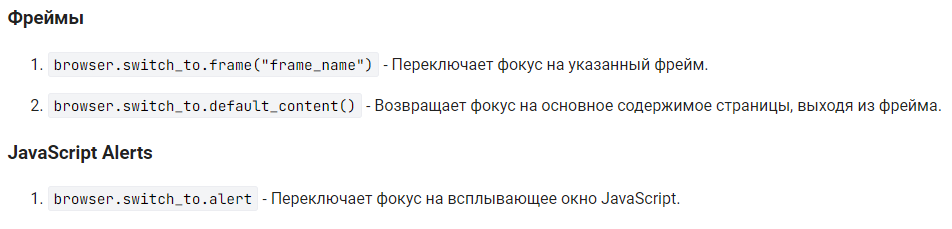 Фреймы
1. browser.switch_to.frame("frame_name") - Переключает фокус на указанный фрейм.
2. browser.switch_to.default_content() - Возвращает фокус на основное содержимое страницы, выходя из фрейма.
JavaScript Alerts
1. browser.switch_to.alert - Переключает фокус на всплывающее окно JavaScript.